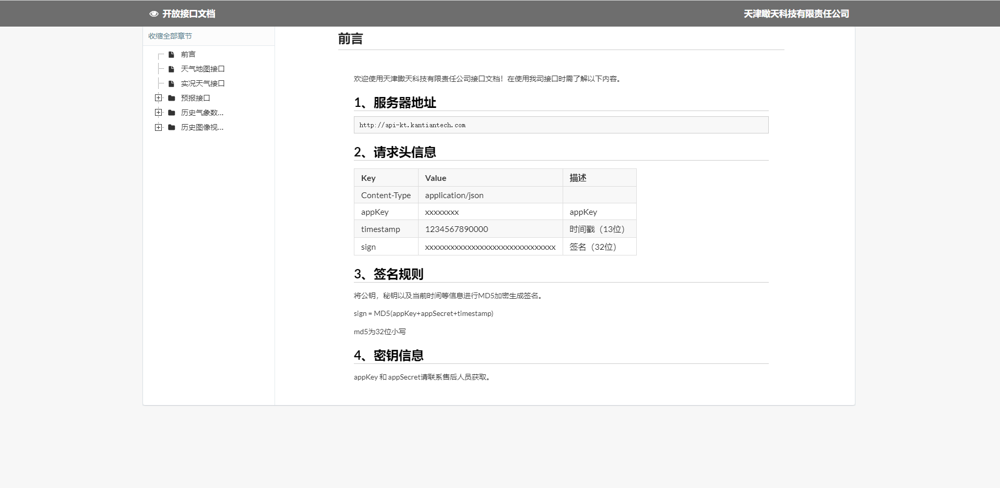 开放接口文档
天津瞰天科技有限责任公司
收缩全部章节
前言
天气地图接口
实况天气接口
预报接口
历史气象数...
历史图像视...
前言
欢迎使用天津瞰天科技有限责任公司接口文档！在使用我司接口时需了解以下内容。
1、服务器地址
http://api-kt.kantiantech.com
2、请求头信息
Key Value 描述
Content-Type application/json
appKey xxxxxxxx appKey
timestamp 1234567890000 时间戳（13位）
sign xxxxxxxxxxxxxxxxxxxxxxxxxxxxxxx 签名（32位）
3、签名规则
将公钥，秘钥以及当前时间等信息进行MD5加密生成签名。
sign = MD5(appKey+appSecret+timestamp)
md5为32位小写
4、密钥信息
appKey 和 appSecret请联系售后人员获取。